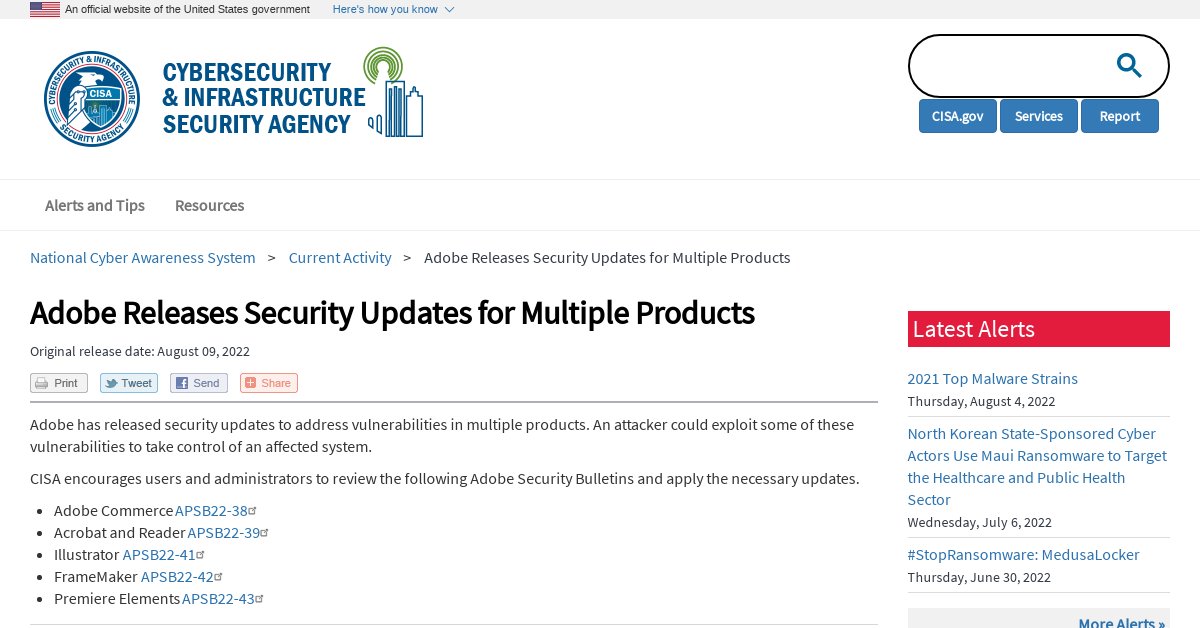 An official website of the United States government Here's how you know
CYBERSECURITY & INFRASTRUCTURE
SECURITY AGENCY
CISA
CYBERSECURITY
& INFRASTRUCTURE
SECURITY AGENCY
CISA.gov Services Report
Alerts and Tips Resources
National Cyber Awareness System > Current Activity > Adobe Releases Security Updates for Multiple Products
Adobe Releases Security Updates for Multiple Products
Original release date: August 09, 2022
Print Tweet Send Share
Adobe has released security updates to address vulnerabilities in multiple products. An attacker could exploit some of these
vulnerabilities to take control of an affected system.
CISA encourages users and administrators to review the following Adobe Security Bulletins and apply the necessary updates.
• Adobe Commerce APSB22-38
• Acrobat and Reader APSB22-39
• Illustrator APSB22-41
• FrameMaker APSB22-42
• Premiere Elements APSB22-43
Latest Alerts
2021 Top Malware Strains
Thursday, August 4, 2022
North Korean State-Sponsored Cyber
Actors Use Maui Ransomware to Target
the Healthcare and Public Health
Sector
Wednesday, July 6, 2022
#StopRansomware: MedusaLocker
Thursday, June 30, 2022
More Alerts »